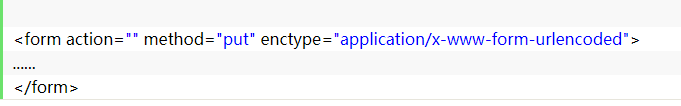 <form action="" method="put" enctype="application/x-www-form-urlencoded">
......
</form>